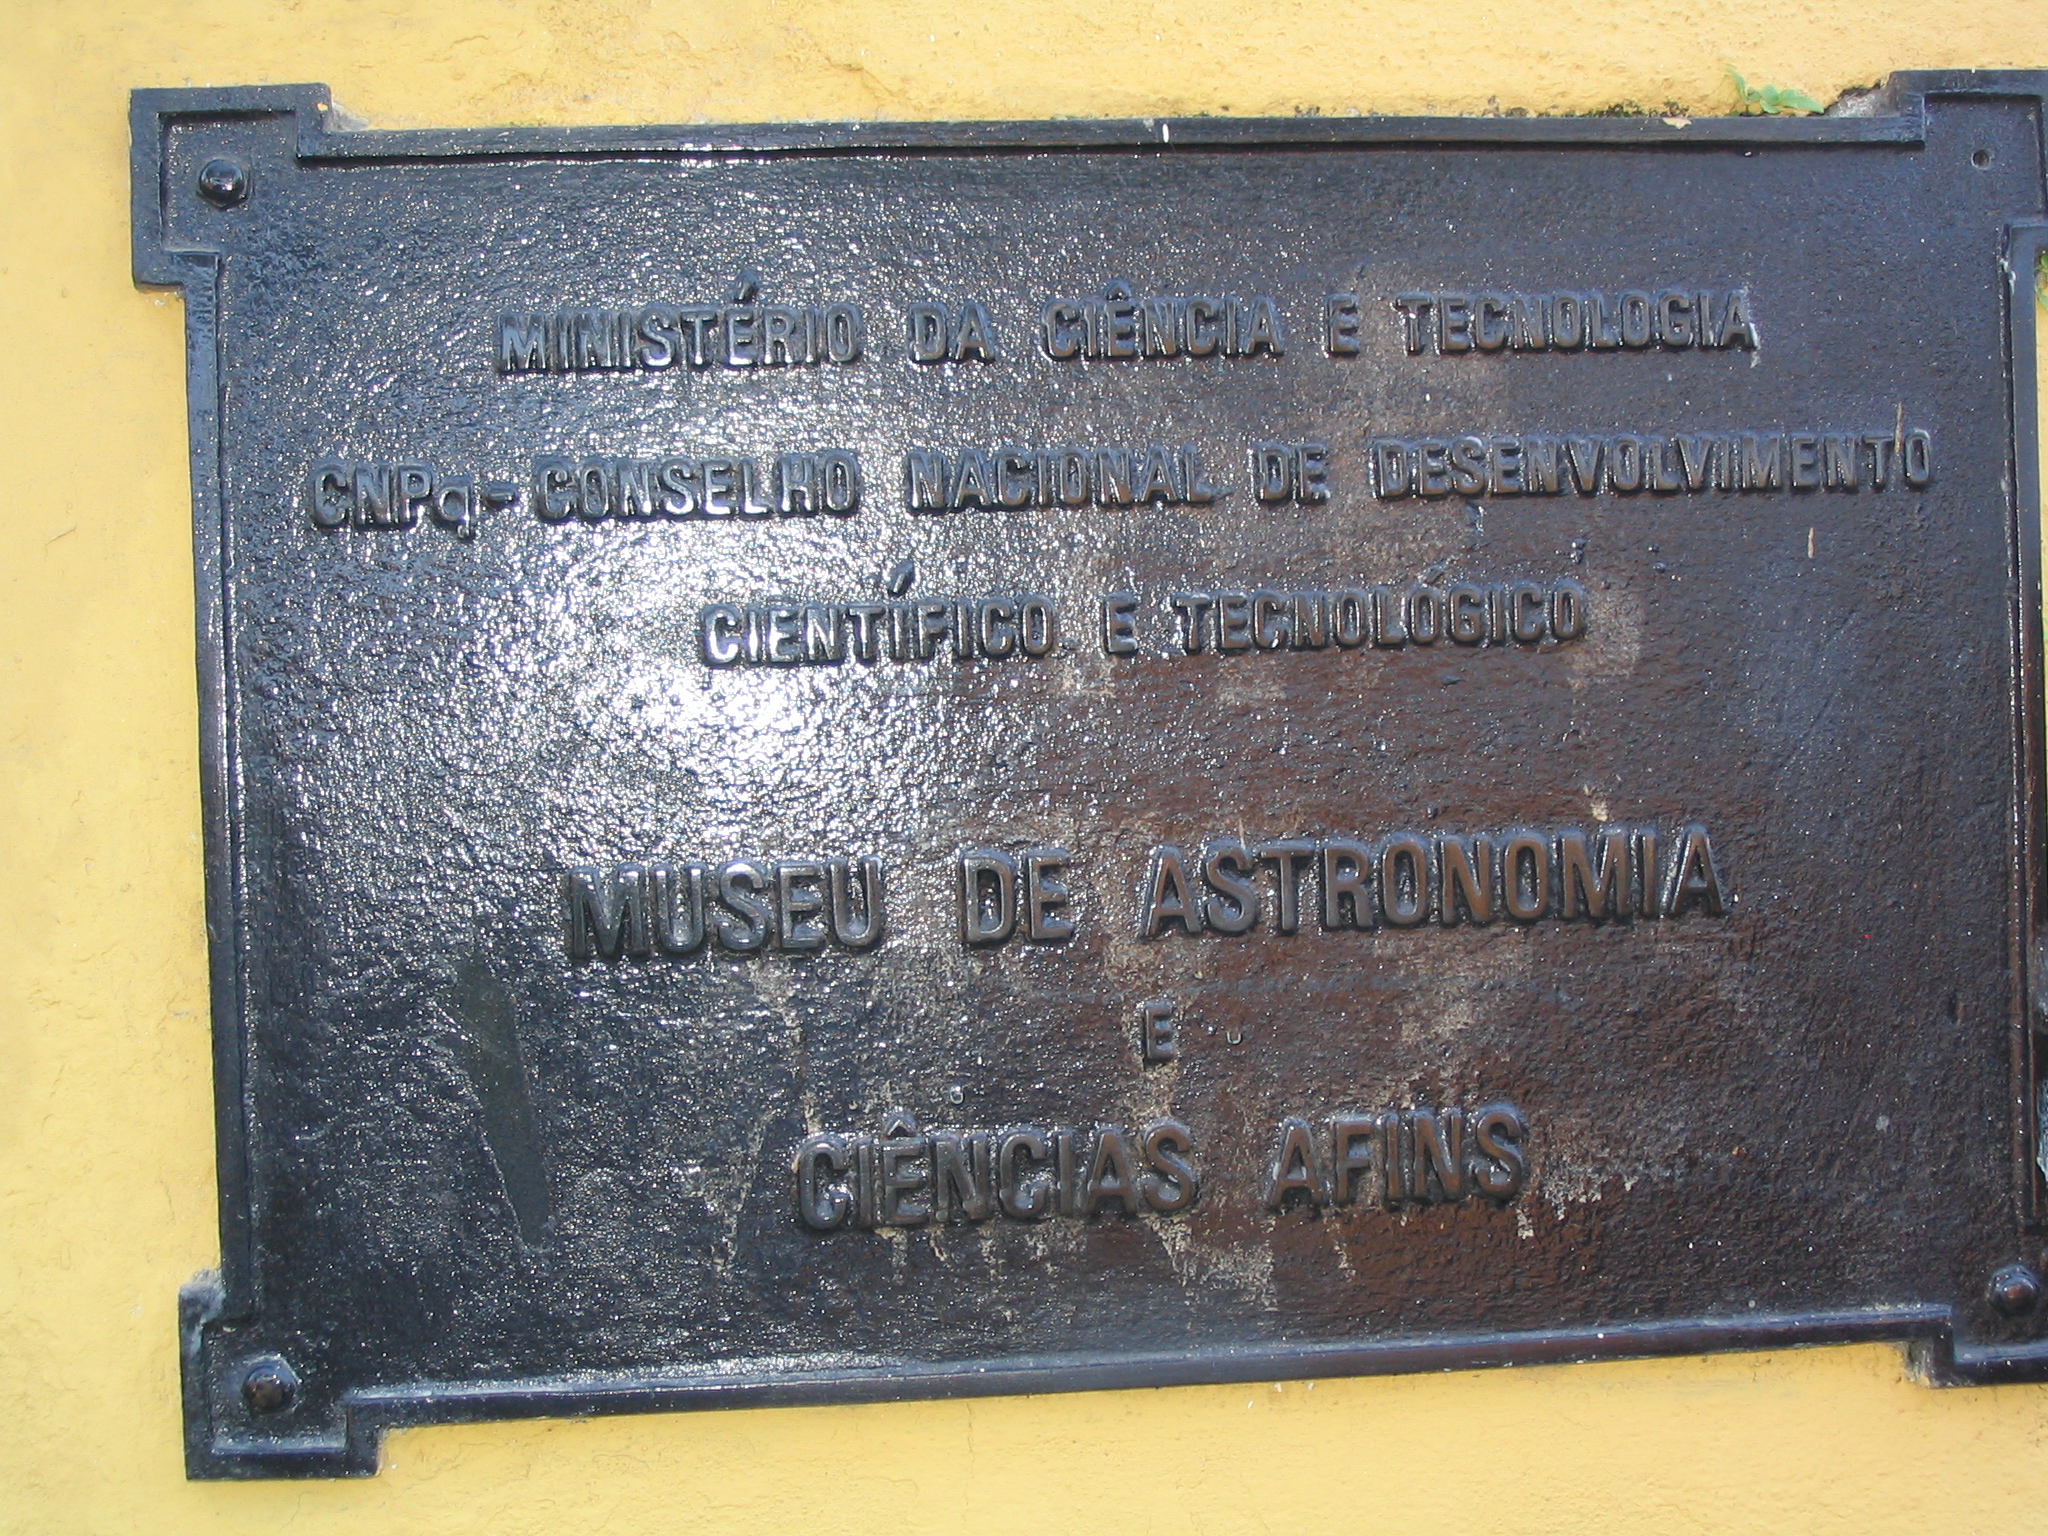 MINISTÉRIO DA CIÊNCIA E TECNOLOGIA
CNPq - CONSELHO NACIONAL DE DESENVOLVIMENTO
CIENTÍFICO E TECNOLÓGICO
MUSEU DE ASTRONOMIA
E
CIÊNCIAS AFINS